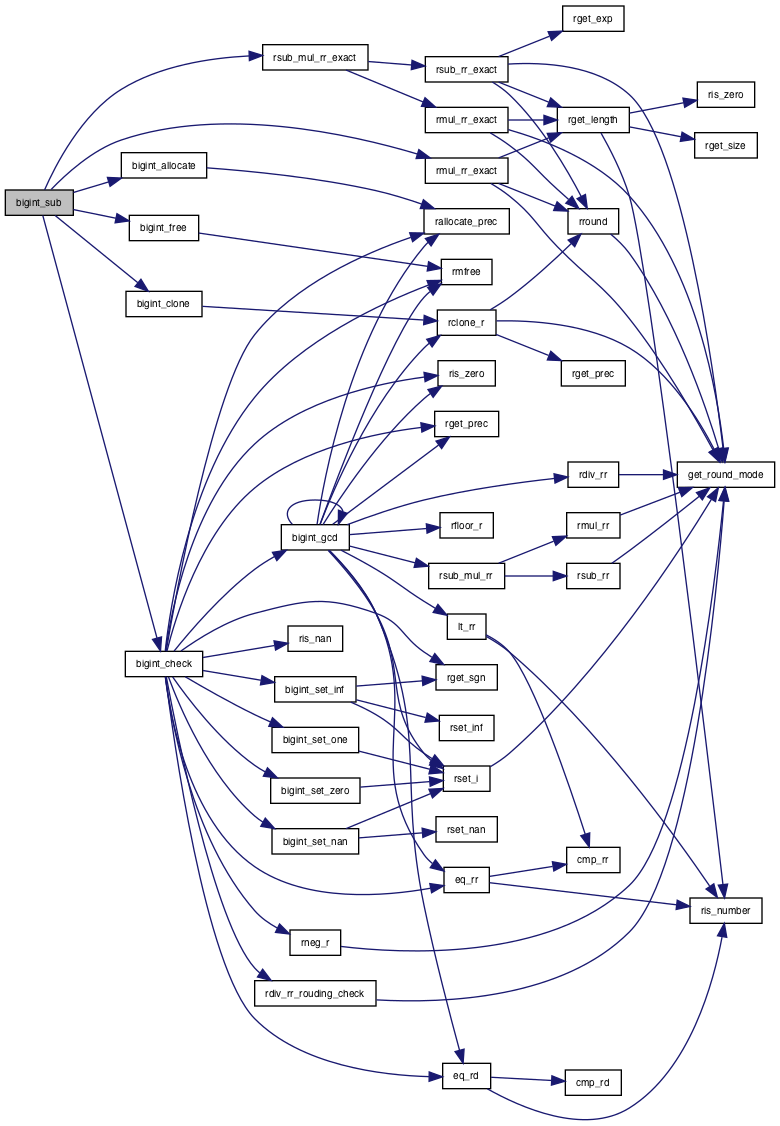 rget_exp
rsub_mul_rr_exact
rsub_rr_exact
ris_zero
rmul_rr_exact
rget_length
rget_size
bigint_allocate
rmul_rr_exact
bigint_sub
rallocate_prec
rround
bigint_free
rmfree
bigint_clone
rclone_r
ris_zero
rget_prec
rget_prec
rdiv_rr
get_round_mode
bigint_gcd
rfloor_r
rmul_rr
rsub_mul_rr
rsub_rr
lt_rr
ris_nan
bigint_check
rget_sgn
bigint_set_inf
rset_inf
bigint_set_one
rset_i
bigint_set_zero
rset_nan
bigint_set_nan
cmp_rr
eq_rr
ris_number
rneg_r
rdiv_rr_rouding_check
eq_rd
cmp_rd